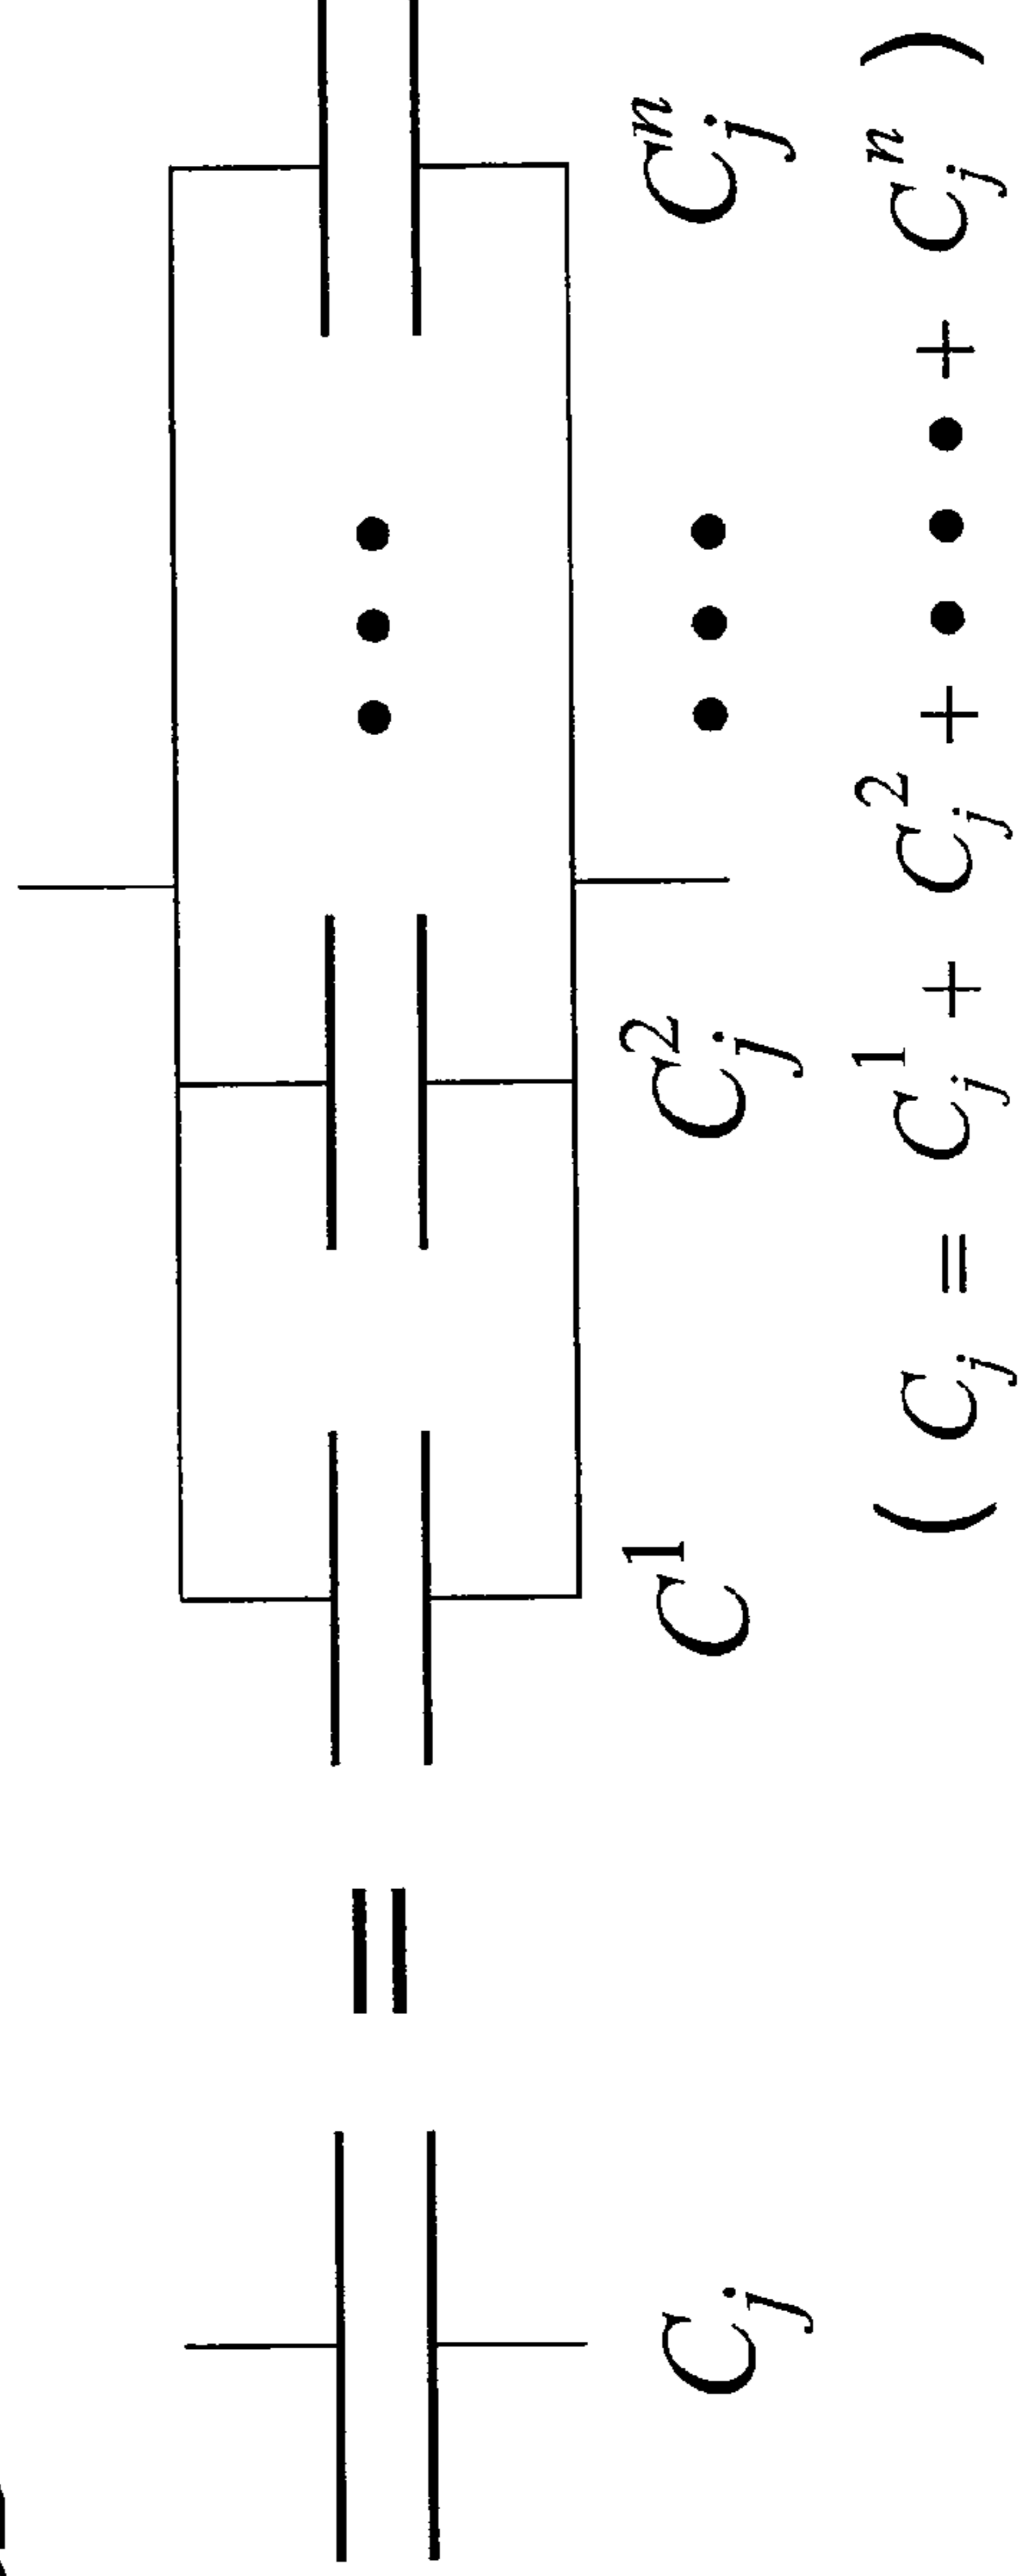 C_j = C^1 C_j^2 ••• C_j^n
( C_j = C_j^1 + C_j^2 + ••• + C_j^n )